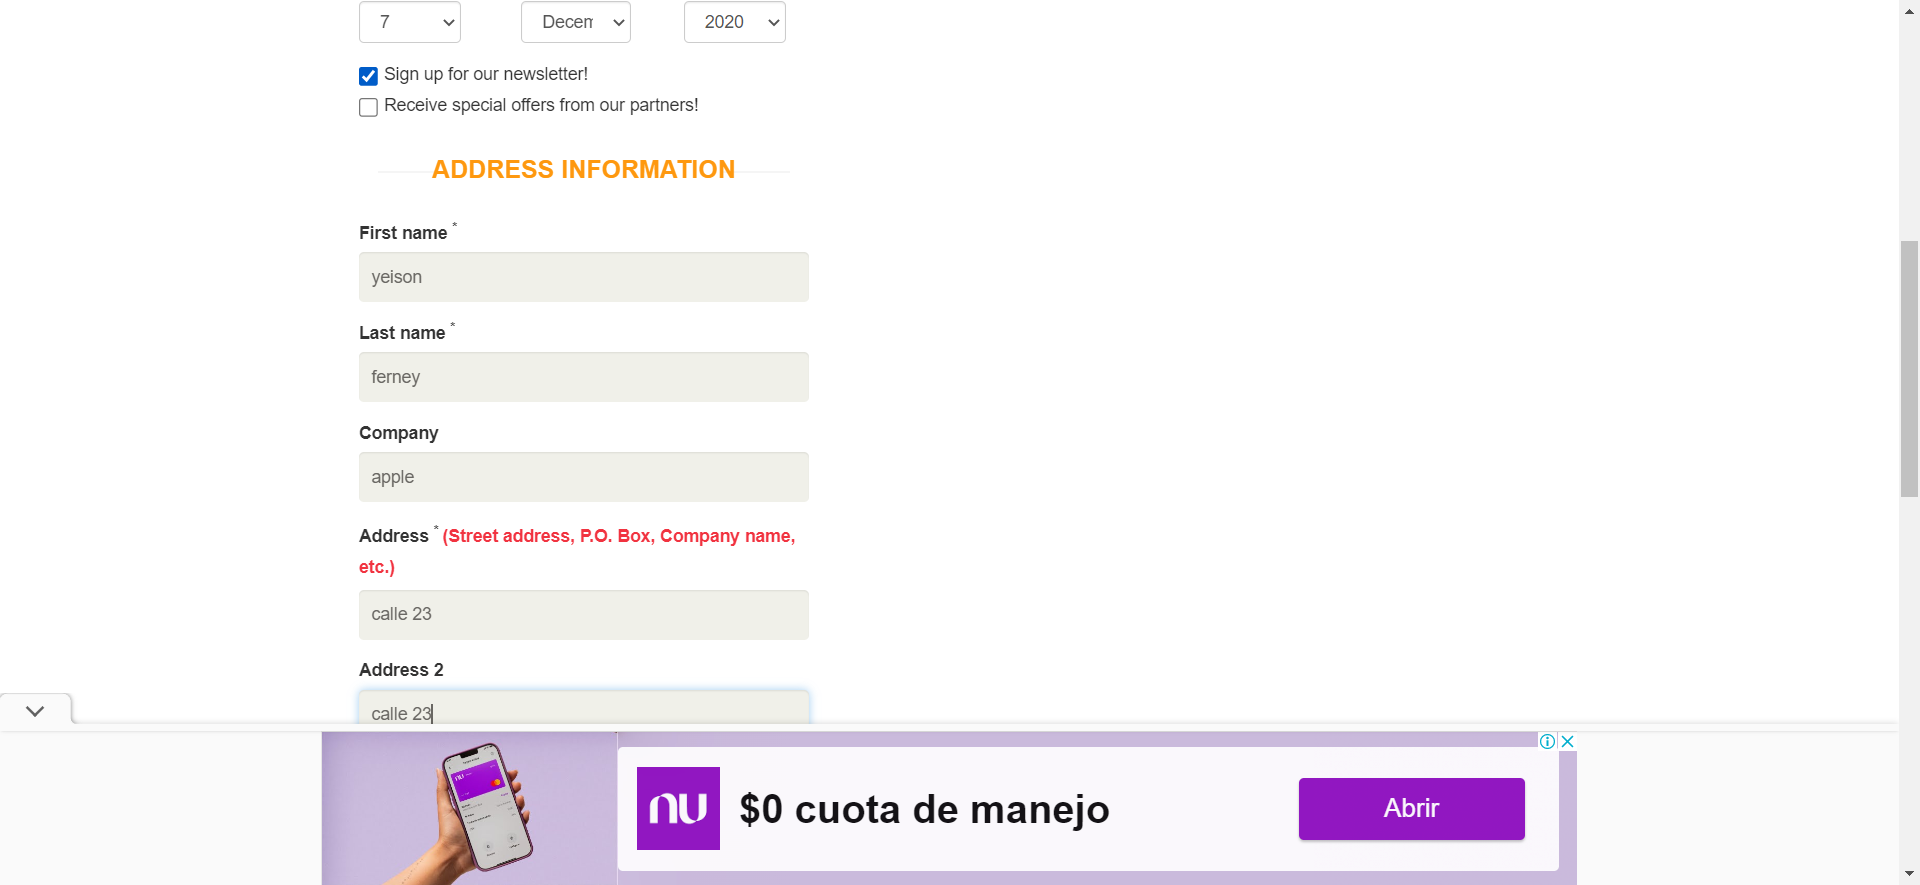 7 Decem 2020
Sign up for our newsletter!
Receive special offers from our partners!
ADDRESS INFORMATION
First name *
yeison
Last name *
ferney
Company
apple
Address * (Street address, P.O. Box, Company name,
etc.)
calle 23
Address 2
calle 23
nu
nu
$0 cuota de manejo
Abrir